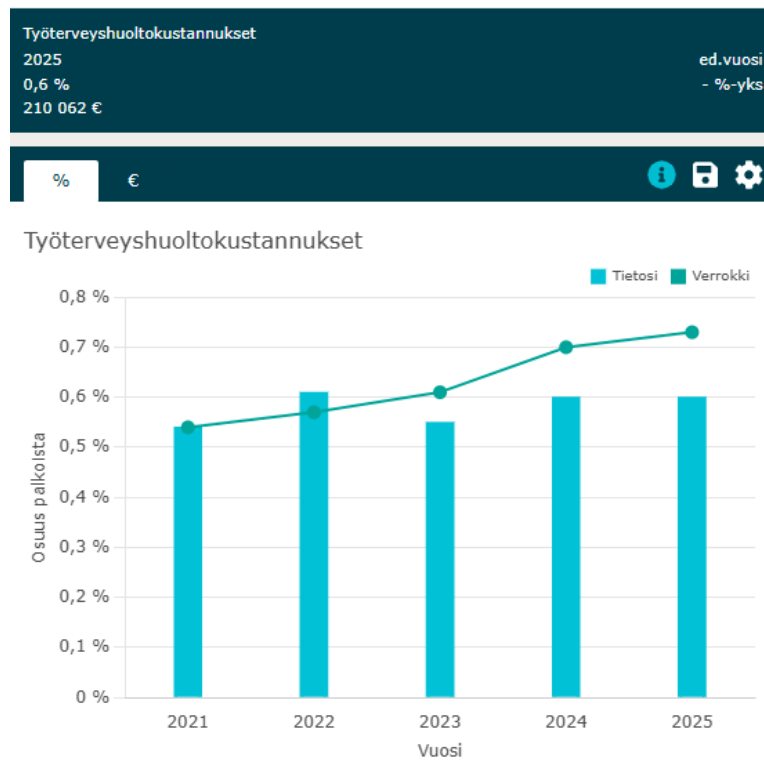 Työterveyshuoltokustannukset
2025
ed.vuosi
0,6 %
- %-yks
210 062 €
%
€
Työterveyshuoltokustannukset
Tietosi
Verrokki
0,8 %
0,7 %
0,6 %
0,5 %
0,4 %
0,3 %
0,2 %
0,1 %
0 %
Osuus palkoista
2021
2022
2023
2024
2025
Vuosi